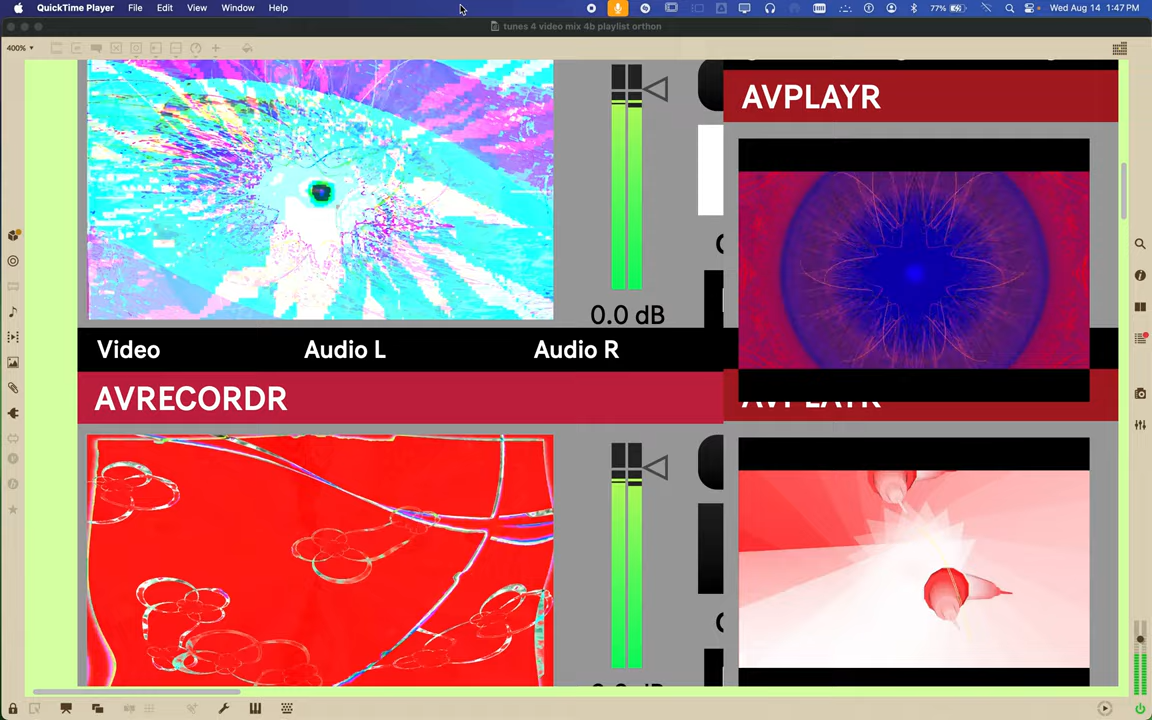 QuickTime Player File Edit View Window Help 77% Wed Aug 14 1:47 PM
tunes 4 video mix 4b playlist orthon
400%
AVPLAYR
0.0 dB
Video Audio L Audio R
AVRECORDR